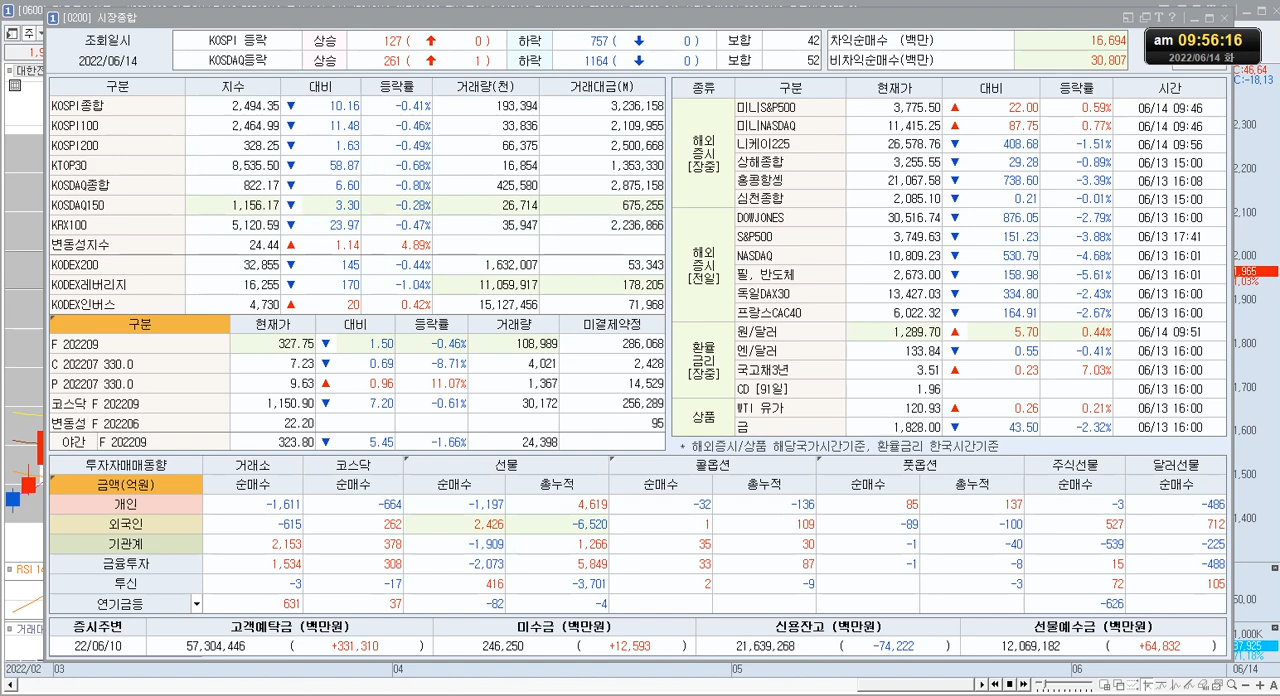 [0200] 시장종합
조회일시 KOSPI 등락 상승 127 ( 0 ) 하락 757 ( 0 ) 보합 42 차익순매수 (백만) 16,694
2022/06/14 KOSDAQ등락 상승 261 ( 1 ) 하락 1164 ( 0 ) 보합 52 비차익순매수(백만) 30,807
am 09:56:16
2022/06/14 화
구분 지수 대비 등락률 거래량(천) 거래대금(M)
KOSPI종합 2,494.35 ▼ 10.16 -0.41% 193,394 3,236,158
KOSPI100 2,464.99 ▼ 11.48 -0.46% 33,836 2,109,955
KOSPI200 328.25 ▼ 1.63 -0.49% 66,375 2,500,668
KTOP30 8,535.50 ▼ 58.87 -0.68% 16,854 1,353,330
KOSDAQ종합 822.17 ▼ 6.60 -0.80% 425,580 2,875,158
KOSDAQ150 1,156.17 ▼ 3.30 -0.28% 26,714 675,255
KRX100 5,120.59 ▼ 23.97 -0.47% 35,947 2,236,866
변동성지수 24.44 ▲ 1.14 4.89%
KODEX200 32,855 ▼ 145 -0.44% 1,632,007 53,343
KODEX레버리지 16,255 ▼ 170 -1.04% 11,059,917 178,205
KODEX인버스 4,730 ▲ 20 0.42% 15,127,456 71,968
구분 현재가 대비 등락률 거래량 미결제약정
F 202209 327.75 ▼ 1.50 -0.46% 108,989 286,068
C 202207 330.0 7.23 ▼ 0.69 -8.71% 4,021 2,428
P 202207 330.0 9.63 ▲ 0.96 11.07% 1,367 14,529
코스닥 F 202209 1,150.90 ▼ 7.20 -0.61% 30,172 256,289
변동성 F 202206 22.20 95
야간 F 202209 323.80 ▼ 5.45 -1.66% 24,398
종류 구분 현재가 대비 등락률 시간
해외
증시
[장중]
미니S&P500 3,775.50 ▲ 22.00 0.59% 06/14 09:46
미니NASDAQ 11,415.25 ▲ 87.75 0.77% 06/14 09:46
니케이225 26,578.76 ▼ 408.68 -1.51% 06/14 09:56
상해종합 3,255.55 ▼ 29.28 -0.89% 06/13 15:00
홍콩항셍 21,067.58 ▼ 738.60 -3.39% 06/13 16:08
심천종합 2,085.10 ▼ 0.21 -0.01% 06/13 15:00
해외
증시
[전일]
DOWJONES 30,516.74 ▼ 876.05 -2.79% 06/13 16:00
S&P500 3,749.63 ▼ 151.23 -3.88% 06/13 17:41
NASDAQ 10,809.23 ▼ 530.79 -4.68% 06/13 16:01
필. 반도체 2,673.00 ▼ 158.98 -5.61% 06/13 16:01
독일DAX30 13,427.03 ▼ 334.80 -2.43% 06/13 16:00
프랑스CAC40 6,022.32 ▼ 164.91 -2.67% 06/13 16:00
환율
금리
[장중]
원/달러 1,289.70 ▲ 5.70 0.44% 06/14 09:51
엔/달러 133.84 ▼ 0.55 -0.41% 06/13 16:00
국고채3년 3.51 ▲ 0.23 7.03% 06/13 16:00
CD [91일] 1.96 06/13 16:00
상품
WTI 유가 120.93 ▲ 0.26 0.21% 06/13 16:00
금 1,828.00 ▼ 43.50 -2.32% 06/13 16:00
* 해외증시/상품 해당국가시간기준, 환율금리 한국시간기준
투자자매매동향 거래소 코스닥 선물 콜옵션 풋옵션 주식선물 달러선물
금액(억원) 순매수 순매수 순매수 총누적 순매수 총누적 순매수 총누적 순매수 순매수
개인 -1,611 -664 -1,197 4,619 -32 -136 85 137 -3 -486
외국인 -615 262 2,426 -6,520 1 109 -89 -100 527 712
기관계 2,153 378 -1,909 1,266 35 30 -1 -40 -539 -225
금융투자 1,534 308 -2,073 5,849 33 87 -1 -8 15 -488
투신 -3 -17 416 -3,701 2 -9 -3 72 105
연기금등 631 37 -82 -4 -626
증시주변 고객예탁금 (백만원) 미수금 (백만원) 신용잔고 (백만원) 선물예수금 (백만원)
22/06/10 57,304,446 ( +331,310 ) 246,250 ( +12,593 ) 21,639,268 ( -74,222 ) 12,069,182 ( +64,832 )
C:46,64
C:-18,13
2,300
2,200
2,100
2,000
1,965
1,03%
1,900
1,800
1,700
1,600
1,500
1,400
50,00
1,000K
37,925
71.18%
2022/02 03 04 05 06 06/14